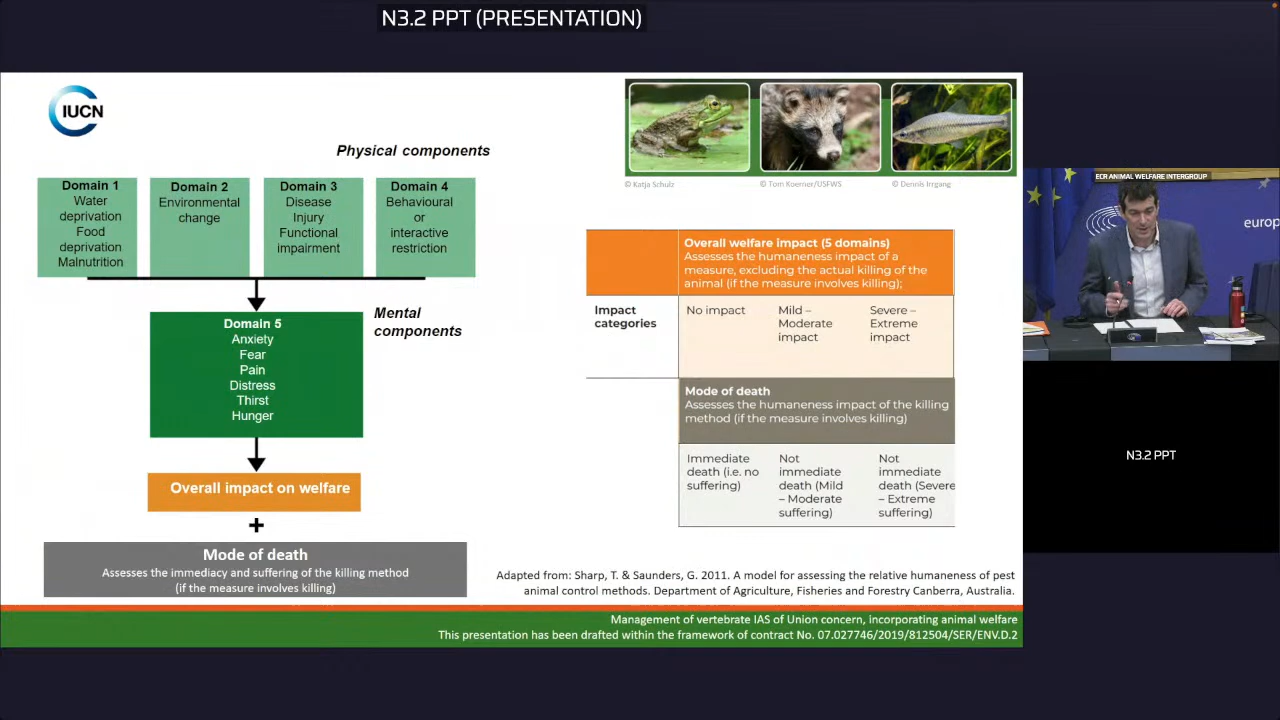 N3.2 PPT (PRESENTATION)
IUCN
Physical components
Domain 1
Water
deprivation
Food
deprivation
Malnutrition
Domain 2
Environmental
change
Domain 3
Disease
Injury
Functional
impairment
Domain 4
Behavioural
or
interactive
restriction
Domain 5
Anxiety
Fear
Pain
Distress
Thirst
Hunger
Mental
components
Overall impact on welfare
+
Mode of death
Assesses the immediacy and suffering of the killing method
(if the measure involves killing)
© Katja Schulz
© Tom Koerner/USFWS
© Dennis Irrgang
Overall welfare impact (5 domains)
Assesses the humaneness impact of a
measure, excluding the actual killing of the
animal (if the measure involves killing);
Impact
categories
No impact
Mild –
Moderate
impact
Severe –
Extreme
impact
Mode of death
Assesses the humaneness impact of the killing
method (if the measure involves killing)
Immediate
death (i.e. no
suffering)
Not
immediate
death (Mild
– Moderate
suffering)
Not
immediate
death (Severe
– Extreme
suffering)
Adapted from: Sharp, T. & Saunders, G. 2011. A model for assessing the relative humaneness of pest
animal control methods. Department of Agriculture, Fisheries and Forestry Canberra, Australia.
Management of vertebrate IAS of Union concern, incorporating animal welfare
This presentation has been drafted within the framework of contract No. 07.027746/2019/812504/SER/ENV.D.2
ECR ANIMAL WELFARE INTERGROUP
europ
N3.2 PPT